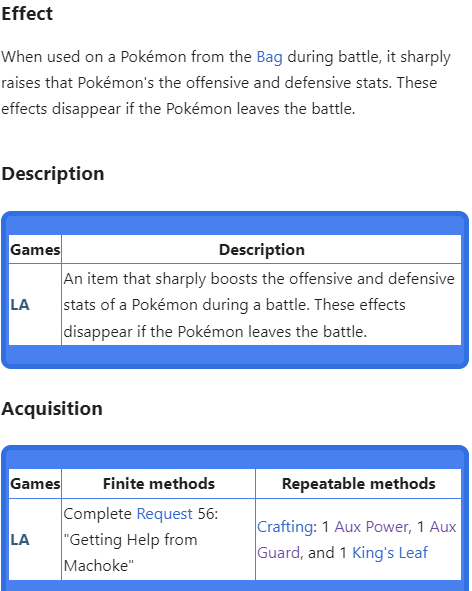 Effect
When used on a Pokémon from the Bag during battle, it sharply
raises that Pokémon's the offensive and defensive stats. These
effects disappear if the Pokémon leaves the battle.
Description
Games Description
LA An item that sharply boosts the offensive and defensive
stats of a Pokémon during a battle. These effects
disappear if the Pokémon leaves the battle.
Acquisition
Games Finite methods Repeatable methods
LA
Complete Request 56:
"Getting Help from
Machoke"
Crafting: 1 Aux Power, 1 Aux
Guard, and 1 King's Leaf